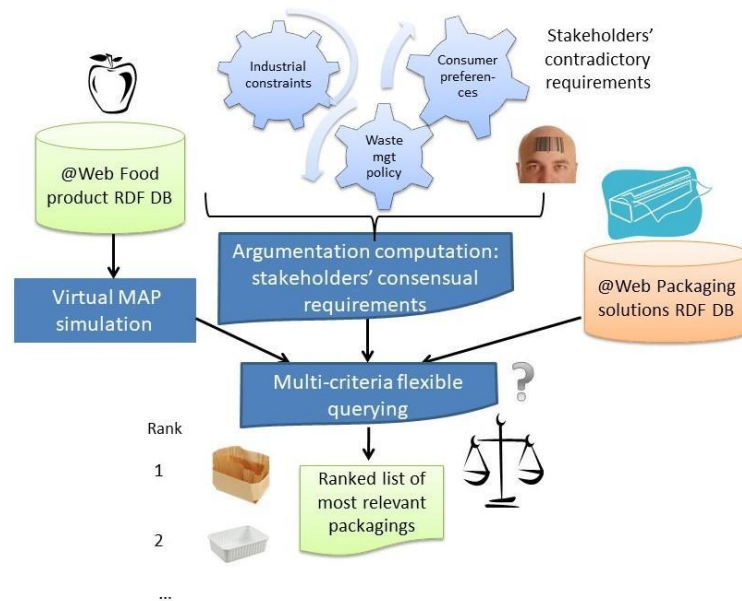 Industrial
constraints
Consumer
preferen-
ces
Waste
mgt
policy
Stakeholders'
contradictory
requirements
@Web Food
product RDF DB
Argumentation computation:
stakeholders' consensual
requirements
@Web Packaging
solutions RDF DB
Virtual MAP
simulation
Multi-criteria flexible
querying
?
Rank
1
2
...
Ranked list of
most relevant
packagings